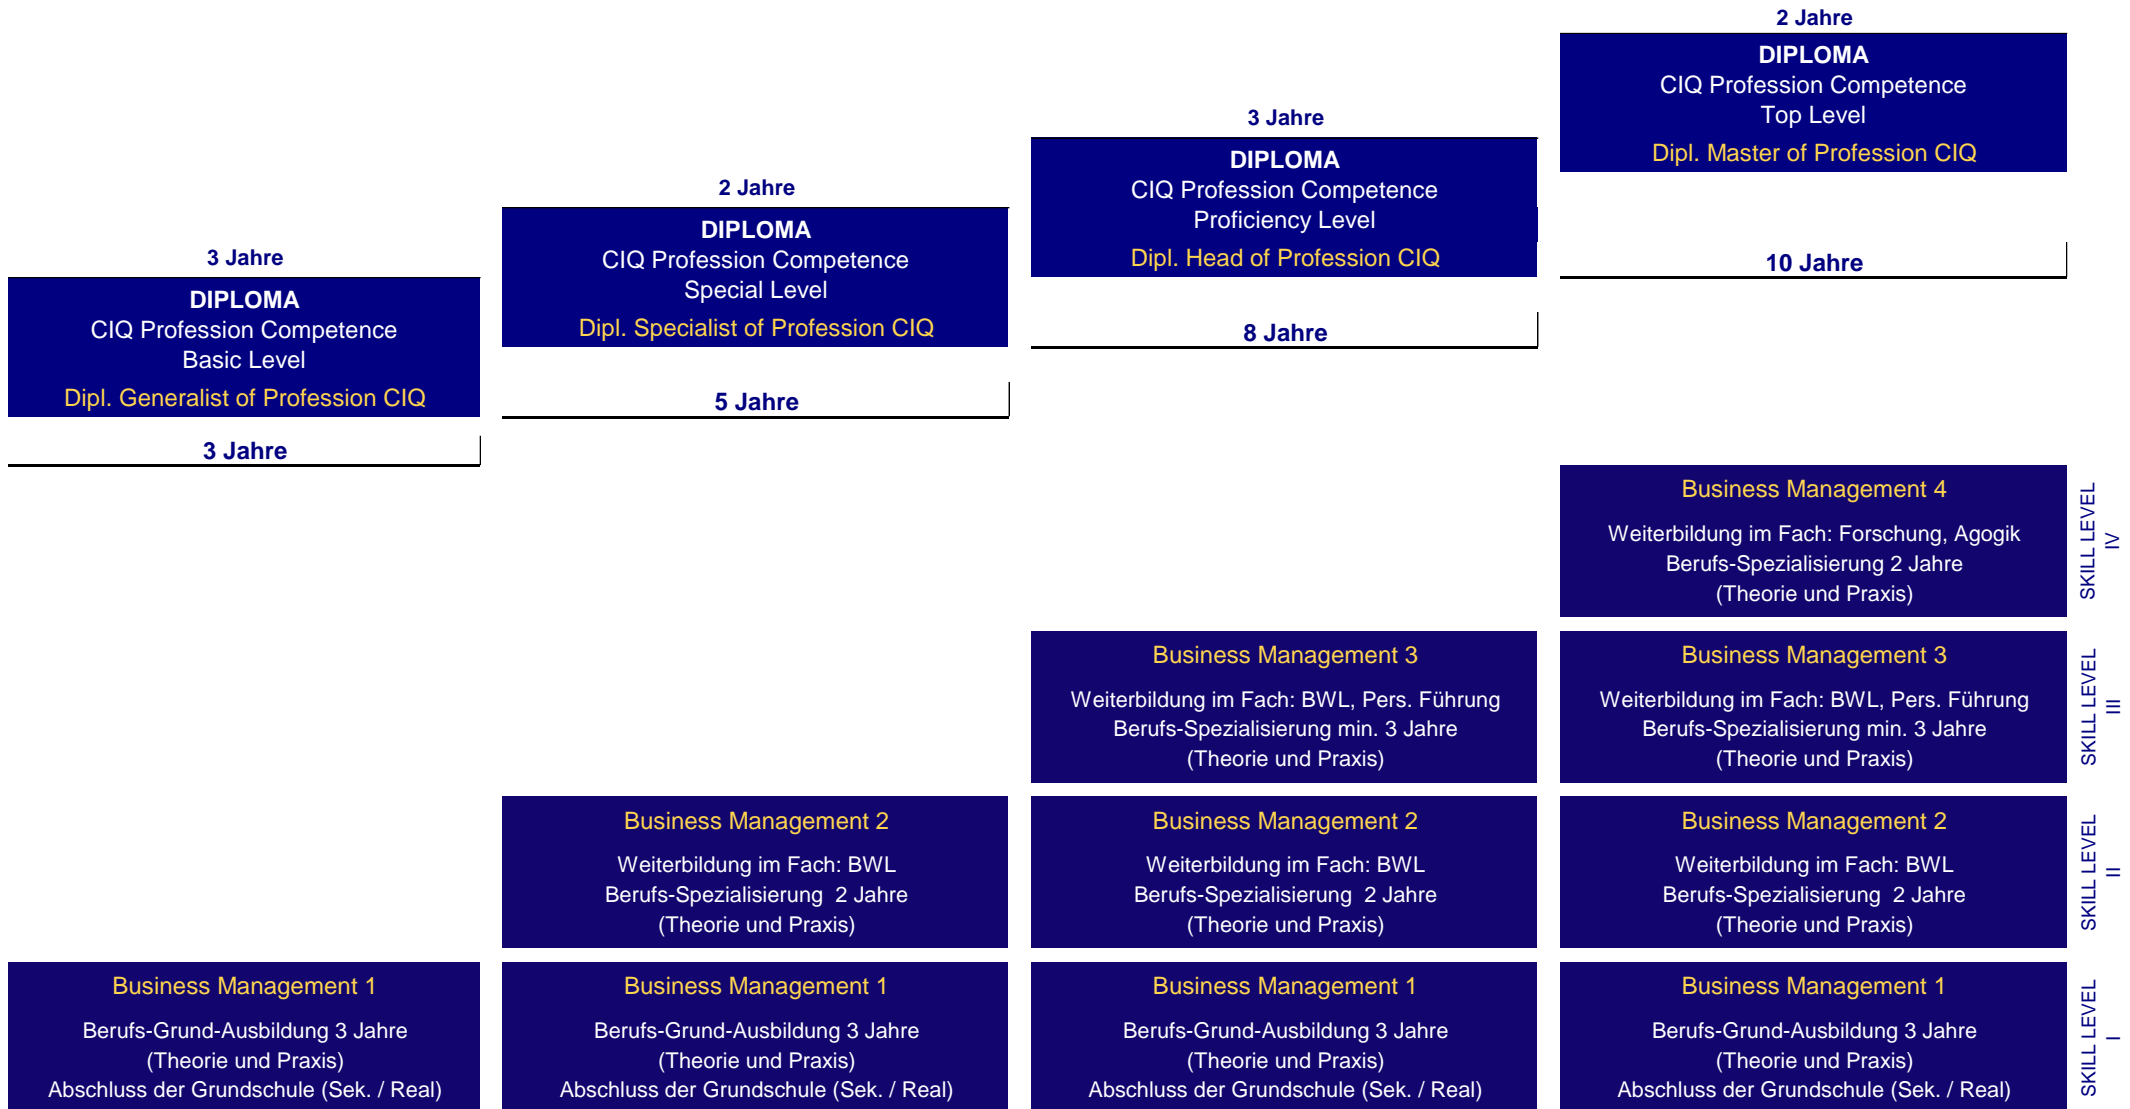 2 Jahre
DIPLOMA
CIQ Profession Competence
Top Level
Dipl. Master of Profession CIQ
10 Jahre
3 Jahre
DIPLOMA
CIQ Profession Competence
Proficiency Level
Dipl. Head of Profession CIQ
8 Jahre
2 Jahre
DIPLOMA
CIQ Profession Competence
Special Level
Dipl. Specialist of Profession CIQ
5 Jahre
3 Jahre
DIPLOMA
CIQ Profession Competence
Basic Level
Dipl. Generalist of Profession CIQ
3 Jahre
Business Management 4
Weiterbildung im Fach: Forschung, Agogik
Berufs-Spezialisierung 2 Jahre
(Theorie und Praxis)
SKILL LEVEL
IV
Business Management 3
Weiterbildung im Fach: BWL, Pers. Führung
Berufs-Spezialisierung min. 3 Jahre
(Theorie und Praxis)
Business Management 3
Weiterbildung im Fach: BWL, Pers. Führung
Berufs-Spezialisierung min. 3 Jahre
(Theorie und Praxis)
SKILL LEVEL
III
Business Management 2
Weiterbildung im Fach: BWL
Berufs-Spezialisierung  2 Jahre
(Theorie und Praxis)
Business Management 2
Weiterbildung im Fach: BWL
Berufs-Spezialisierung  2 Jahre
(Theorie und Praxis)
Business Management 2
Weiterbildung im Fach: BWL
Berufs-Spezialisierung  2 Jahre
(Theorie und Praxis)
SKILL LEVEL
II
Business Management 1
Berufs-Grund-Ausbildung 3 Jahre
(Theorie und Praxis)
Abschluss der Grundschule (Sek. / Real)
Business Management 1
Berufs-Grund-Ausbildung 3 Jahre
(Theorie und Praxis)
Abschluss der Grundschule (Sek. / Real)
Business Management 1
Berufs-Grund-Ausbildung 3 Jahre
(Theorie und Praxis)
Abschluss der Grundschule (Sek. / Real)
Business Management 1
Berufs-Grund-Ausbildung 3 Jahre
(Theorie und Praxis)
Abschluss der Grundschule (Sek. / Real)
SKILL LEVEL
I